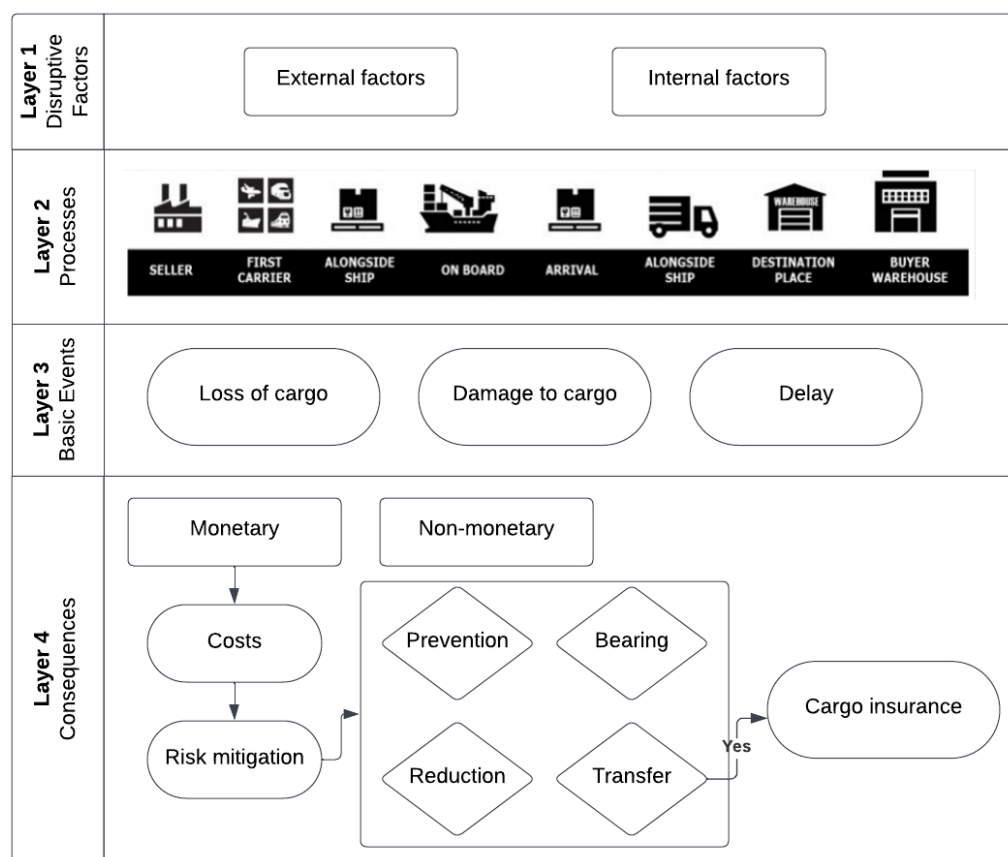 Layer 1
Disruptive
Factors
External factors
Internal factors
Layer 2
Processes
WAREHOUSE
SELLER
FIRST
CARRIER
ALONGSIDE
SHIP
ON BOARD
ARRIVAL
ALONGSIDE
SHIP
DESTINATION
PLACE
BUYER
WAREHOUSE
Layer 3
Basic Events
Loss of cargo
Damage to cargo
Delay
Layer 4
Consequences
Monetary
Non-monetary
Costs
Risk mitigation
Prevention
Bearing
Reduction
Transfer
Yes
Cargo insurance